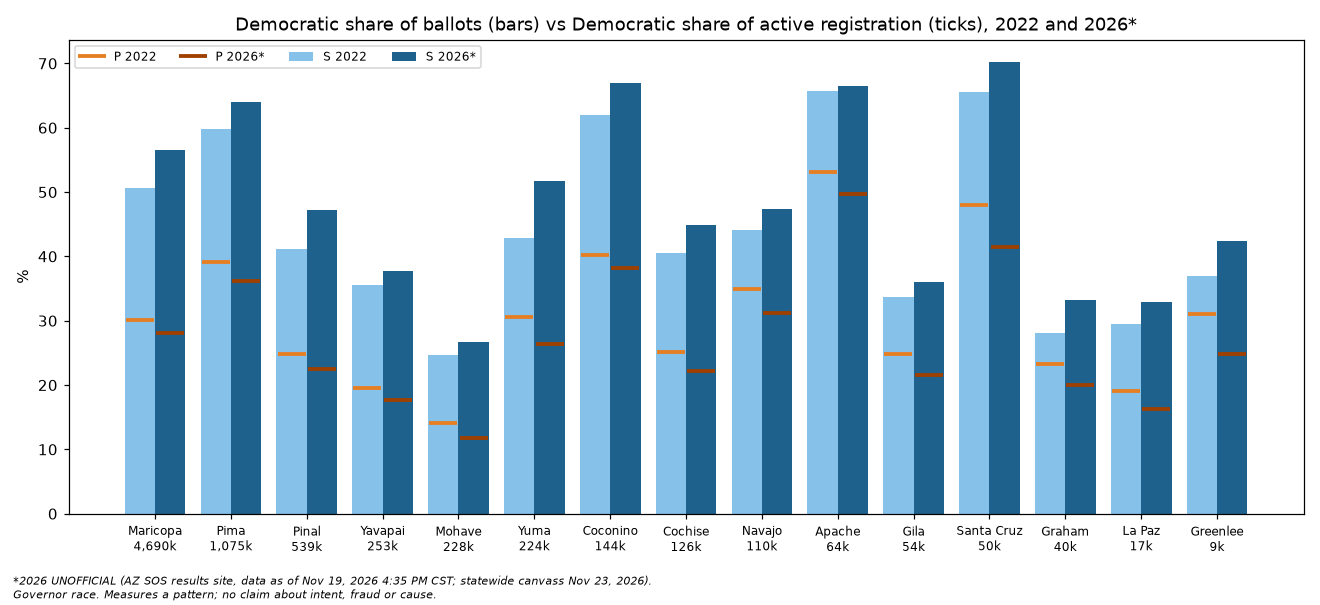 Democratic share of ballots (bars) vs Democratic share of active registration (ticks), 2022 and 2026*
P 2022 P 2026* S 2022 S 2026*
%
70
60
50
40
30
20
10
0
Maricopa Pima Pinal Yavapai Mohave Yuma Coconino Cochise Navajo Apache Gila Santa Cruz Graham La Paz Greenlee
4,690k 1,075k 539k 253k 228k 224k 144k 126k 110k 64k 54k 50k 40k 17k 9k
*2026 UNOFFICIAL (AZ SOS results site, data as of Nov 19, 2026 4:35 PM CST; statewide canvass Nov 23, 2026).
Governor race. Measures a pattern; no claim about intent, fraud or cause.